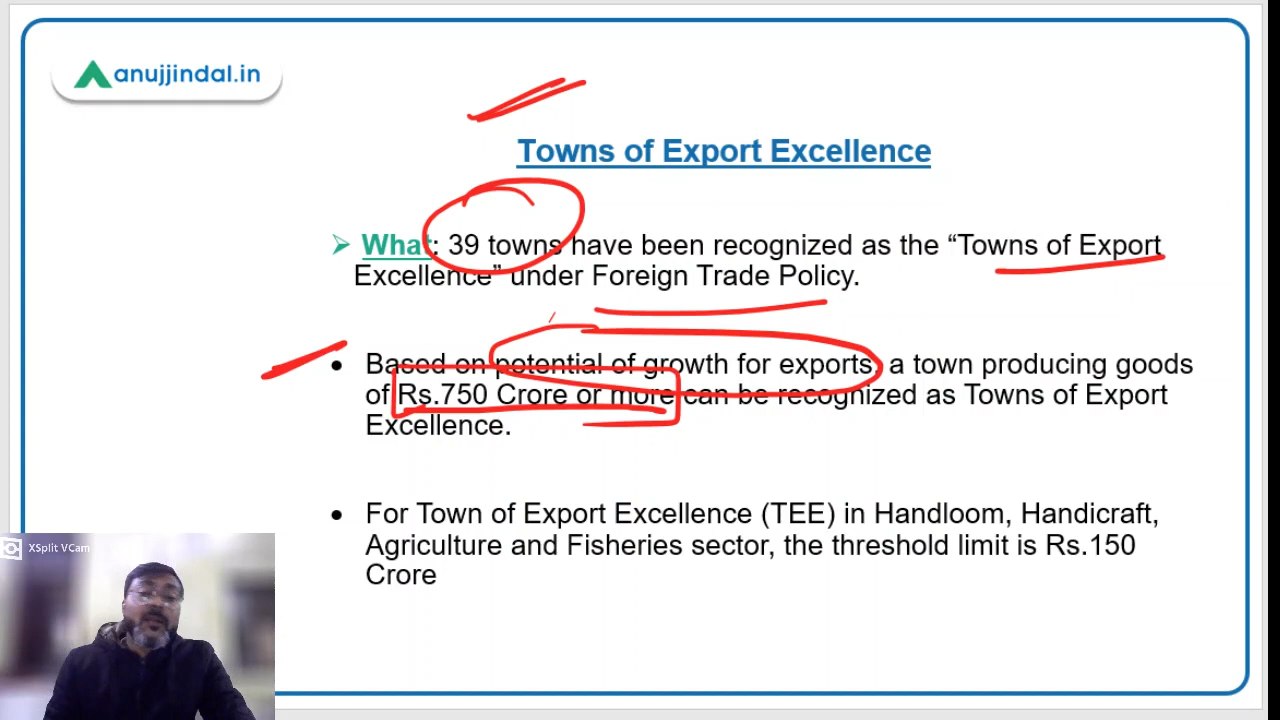 anujjindal.in
Towns of Export Excellence
What: 39 towns have been recognized as the “Towns of Export
Excellence” under Foreign Trade Policy.
Based on potential of growth for exports, a town producing goods
of Rs.750 Crore or more can be recognized as Towns of Export
Excellence.
For Town of Export Excellence (TEE) in Handloom, Handicraft,
Agriculture and Fisheries sector, the threshold limit is Rs.150
Crore
XSplit VCam